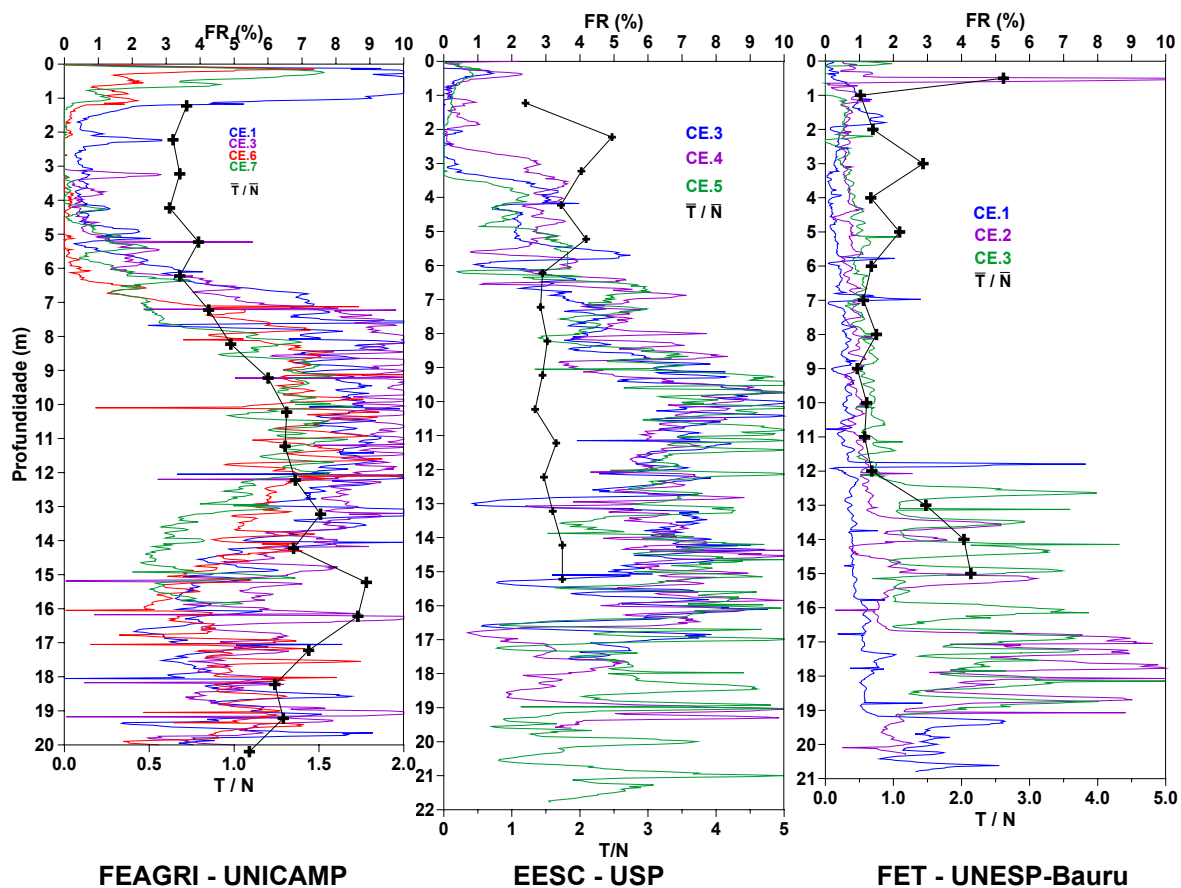 FR (%)
0 1 2 3 4 5 6 7 8 9 10
0
1
2
3
4
5
6
7
8
9
10
11
12
13
14
15
16
17
18
19
20
Profundidade (m)
CE.1
CE.3
CE.6
CE.7
T / N
0.0 0.5 1.0 1.5 2.0
T / N
FEAGRI - UNICAMP
FR (%)
0 1 2 3 4 5 6 7 8 9 10
0
1
2
3
4
5
6
7
8
9
10
11
12
13
14
15
16
17
18
19
20
21
22
CE.3
CE.4
CE.5
T / N
0 1 2 3 4 5
T/N
EESC - USP
FR (%)
0 1 2 3 4 5 6 7 8 9 10
0
1
2
3
4
5
6
7
8
9
10
11
12
13
14
15
16
17
18
19
20
21
CE.1
CE.2
CE.3
T / N
0.0 1.0 2.0 3.0 4.0 5.0
T / N
FET - UNESP-Bauru